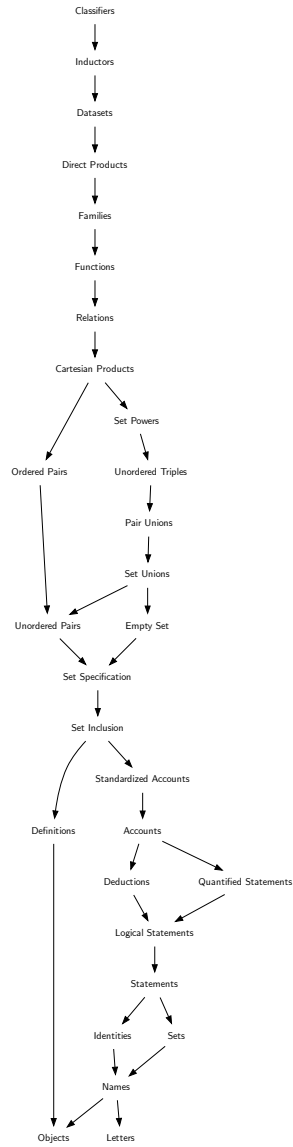 Classifiers
Inductors
Datasets
Direct Products
Families
Functions
Relations
Cartesian Products
Set Powers
Ordered Pairs
Unordered Triples
Pair Unions
Set Unions
Unordered Pairs
Empty Set
Set Specification
Set Inclusion
Standardized Accounts
Definitions
Accounts
Deductions
Quantified Statements
Logical Statements
Statements
Identities
Sets
Names
Objects
Letters